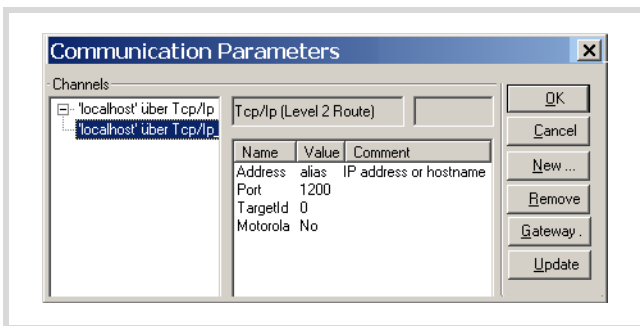 Communication Parameters
Channels
'localhost' über Tcp/Ip
'localhost' über Tcp/Ip_
Tcp/Ip (Level 2 Route)
Name Value Comment
Address alias IP address or hostname
Port 1200
TargetId 0
Motorola No
OK
Cancel
New ...
Remove
Gateway .
Update